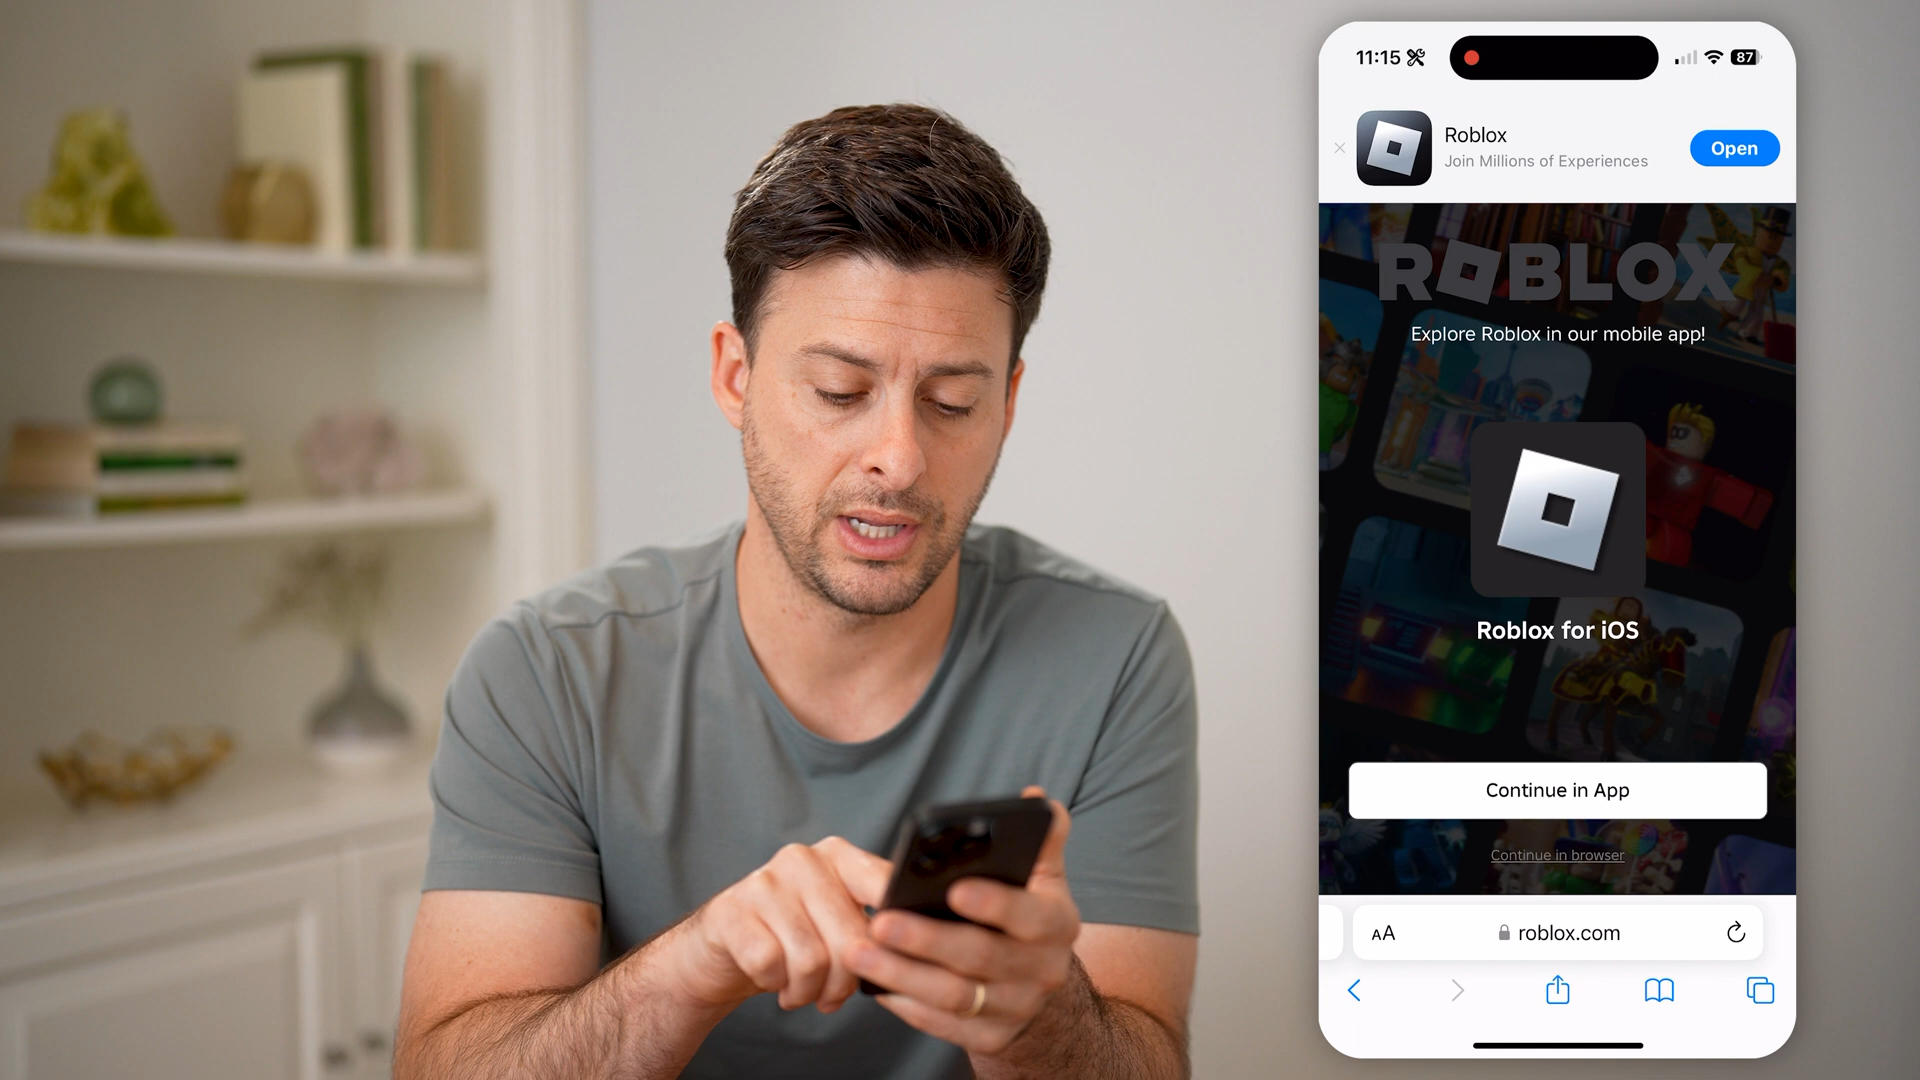 11:15
87
Roblox
Join Millions of Experiences
Open
ROBLOX
Explore Roblox in our mobile app!
Roblox for iOS
Continue in App
Continue in browser
AA
roblox.com